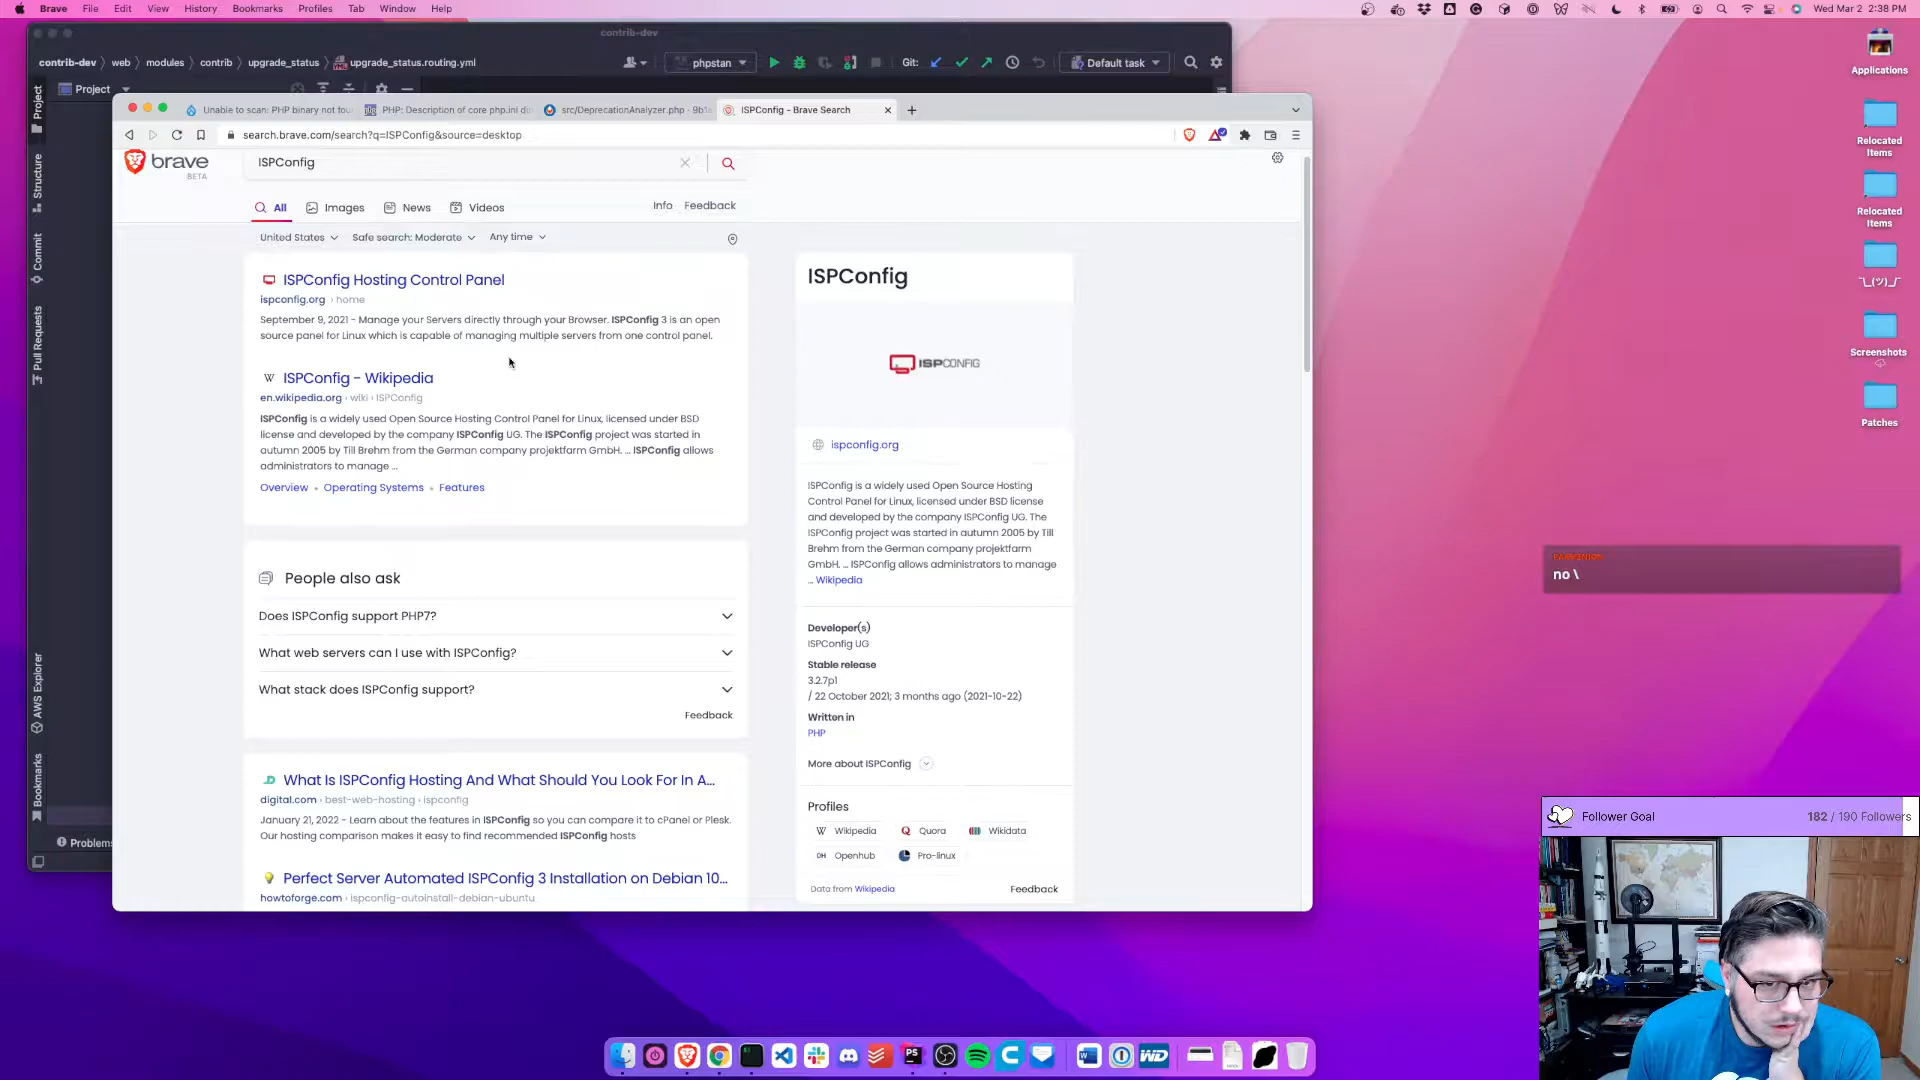 Brave File Edit View History Bookmarks Profiles Tab Window Help
Wed Mar 2 2:38 PM
contrib-dev
contrib-dev › web › modules › contrib › upgrade_status › upgrade_status.routing.yml
phpstan
Git:
Default task
Project
Project
Structure
Commit
Pull Requests
AWS Explorer
Bookmarks
Problems
Unable to scan: PHP binary not fou
PHP: Description of core php.ini di
src/DeprecationAnalyzer.php · 9b1
ISPConfig - Brave Search
search.brave.com/search?q=ISPConfig&source=desktop
brave
BETA
ISPConfig
All Images News Videos
Info Feedback
United States Safe search: Moderate Any time
ISPConfig Hosting Control Panel
ispconfig.org › home
September 9, 2021 - Manage your Servers directly through your Browser. ISPConfig 3 is an open
source panel for Linux which is capable of managing multiple servers from one control panel.
W ISPConfig - Wikipedia
en.wikipedia.org › wiki › ISPConfig
ISPConfig is a widely used Open Source Hosting Control Panel for Linux, licensed under BSD
license and developed by the company ISPConfig UG. The ISPConfig project was started in
autumn 2005 by Till Brehm from the German company projektfarm GmbH. ... ISPConfig allows
administrators to manage ...
Overview • Operating Systems • Features
People also ask
Does ISPConfig support PHP7?
What web servers can I use with ISPConfig?
What stack does ISPConfig support?
Feedback
What Is ISPConfig Hosting And What Should You Look For In A...
digital.com › best-web-hosting › ispconfig
January 21, 2022 - Learn about the features in ISPConfig so you can compare it to cPanel or Plesk.
Our hosting comparison makes it easy to find recommended ISPConfig hosts
Perfect Server Automated ISPConfig 3 Installation on Debian 10...
howtoforge.com › ispconfig-autoinstall-debian-ubuntu
ISPConfig
ISPCONFIG
ispconfig.org
ISPConfig is a widely used Open Source Hosting
Control Panel for Linux, licensed under BSD license
and developed by the company ISPConfig UG. The
ISPConfig project was started in autumn 2005 by Till
Brehm from the German company projektfarm
GmbH. ... ISPConfig allows administrators to manage
... Wikipedia
Developer(s)
ISPConfig UG
Stable release
3.2.7p1
/ 22 October 2021; 3 months ago (2021-10-22)
Written in
PHP
More about ISPConfig
Profiles
W Wikipedia Quora Wikidata
OH Openhub Pro-linux
Data from Wikipedia
Feedback
Applications
Relocated
Items
Relocated
Items
¯\_(ツ)_/¯
Screenshots
Patches
no \
Follower Goal
182 / 190 Followers
PS
WD